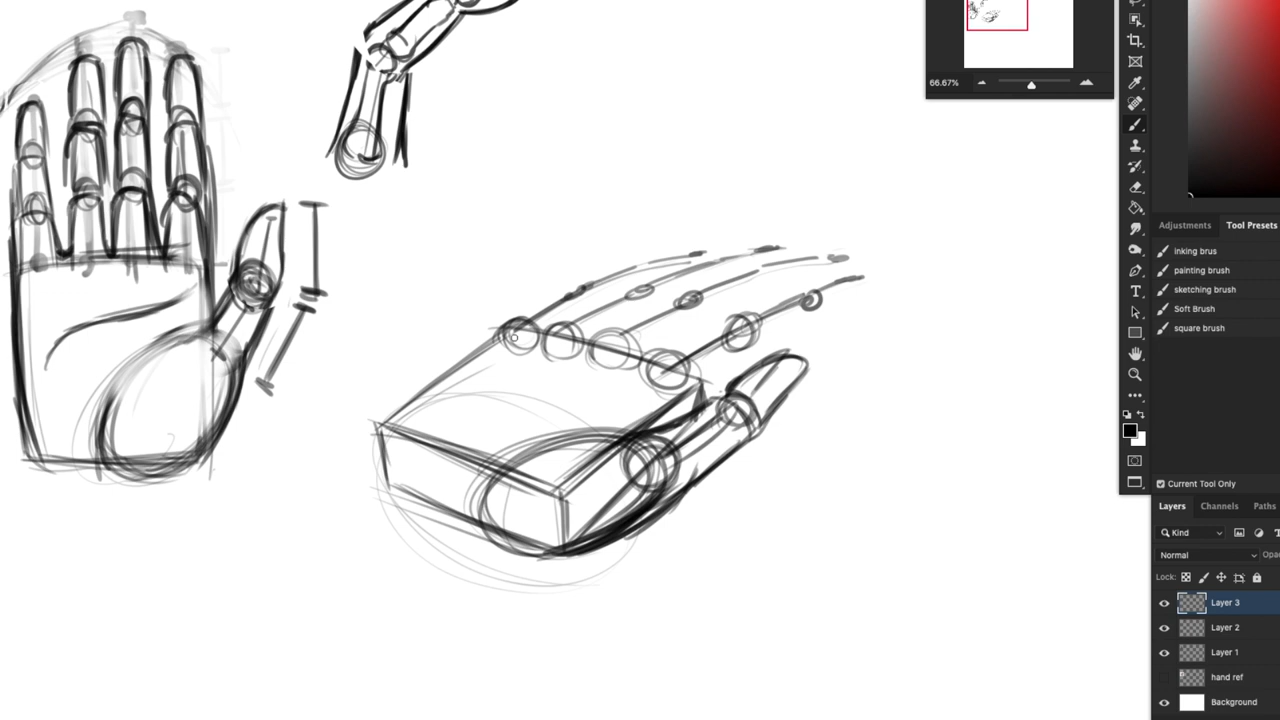 66.67%
Adjustments Tool Presets
inking brus
painting brush
sketching brush
Soft Brush
square brush
Current Tool Only
Layers Channels Paths
Kind
Normal Opa
Lock:
Layer 3
Layer 2
Layer 1
hand ref
Background